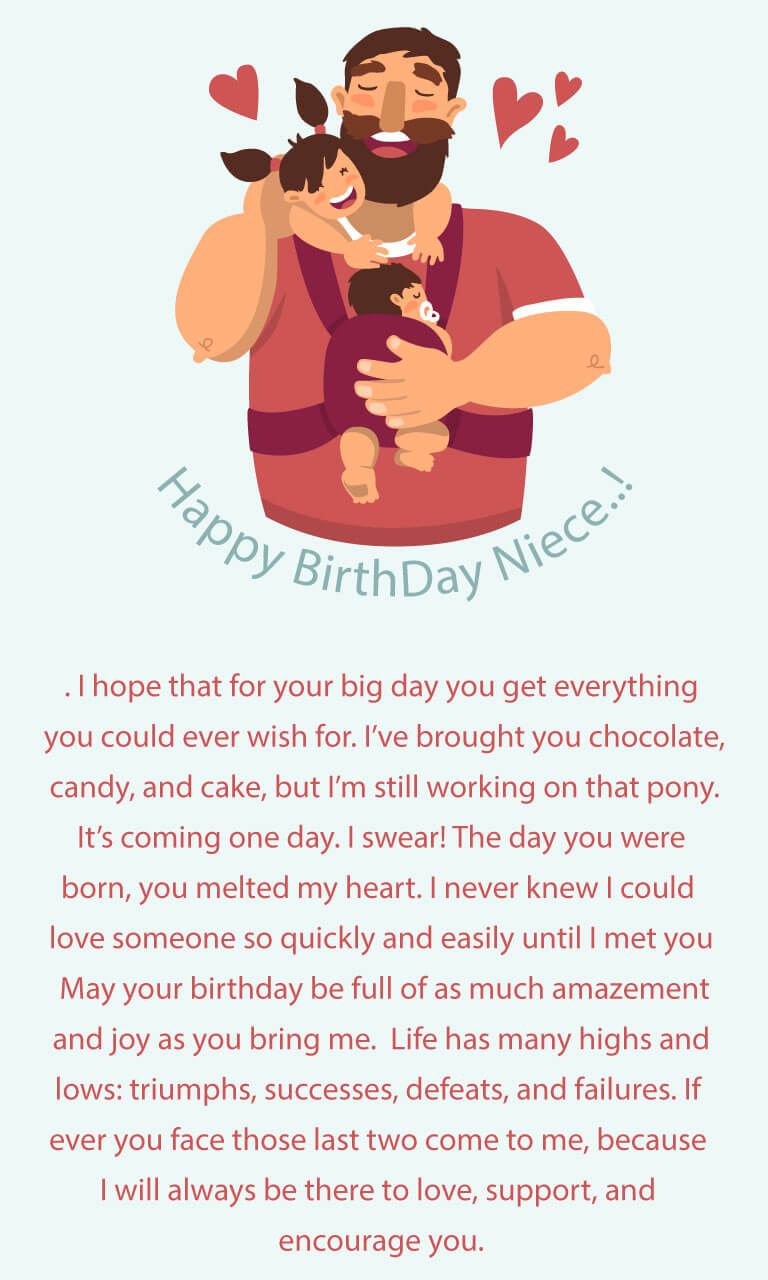 Happy BirthDay Niece..!
. I hope that for your big day you get everything
you could ever wish for. I’ve brought you chocolate,
candy, and cake, but I’m still working on that pony.
It’s coming one day. I swear! The day you were
born, you melted my heart. I never knew I could
love someone so quickly and easily until I met you
May your birthday be full of as much amazement
and joy as you bring me.  Life has many highs and
lows: triumphs, successes, defeats, and failures. If
ever you face those last two come to me, because
I will always be there to love, support, and
encourage you.